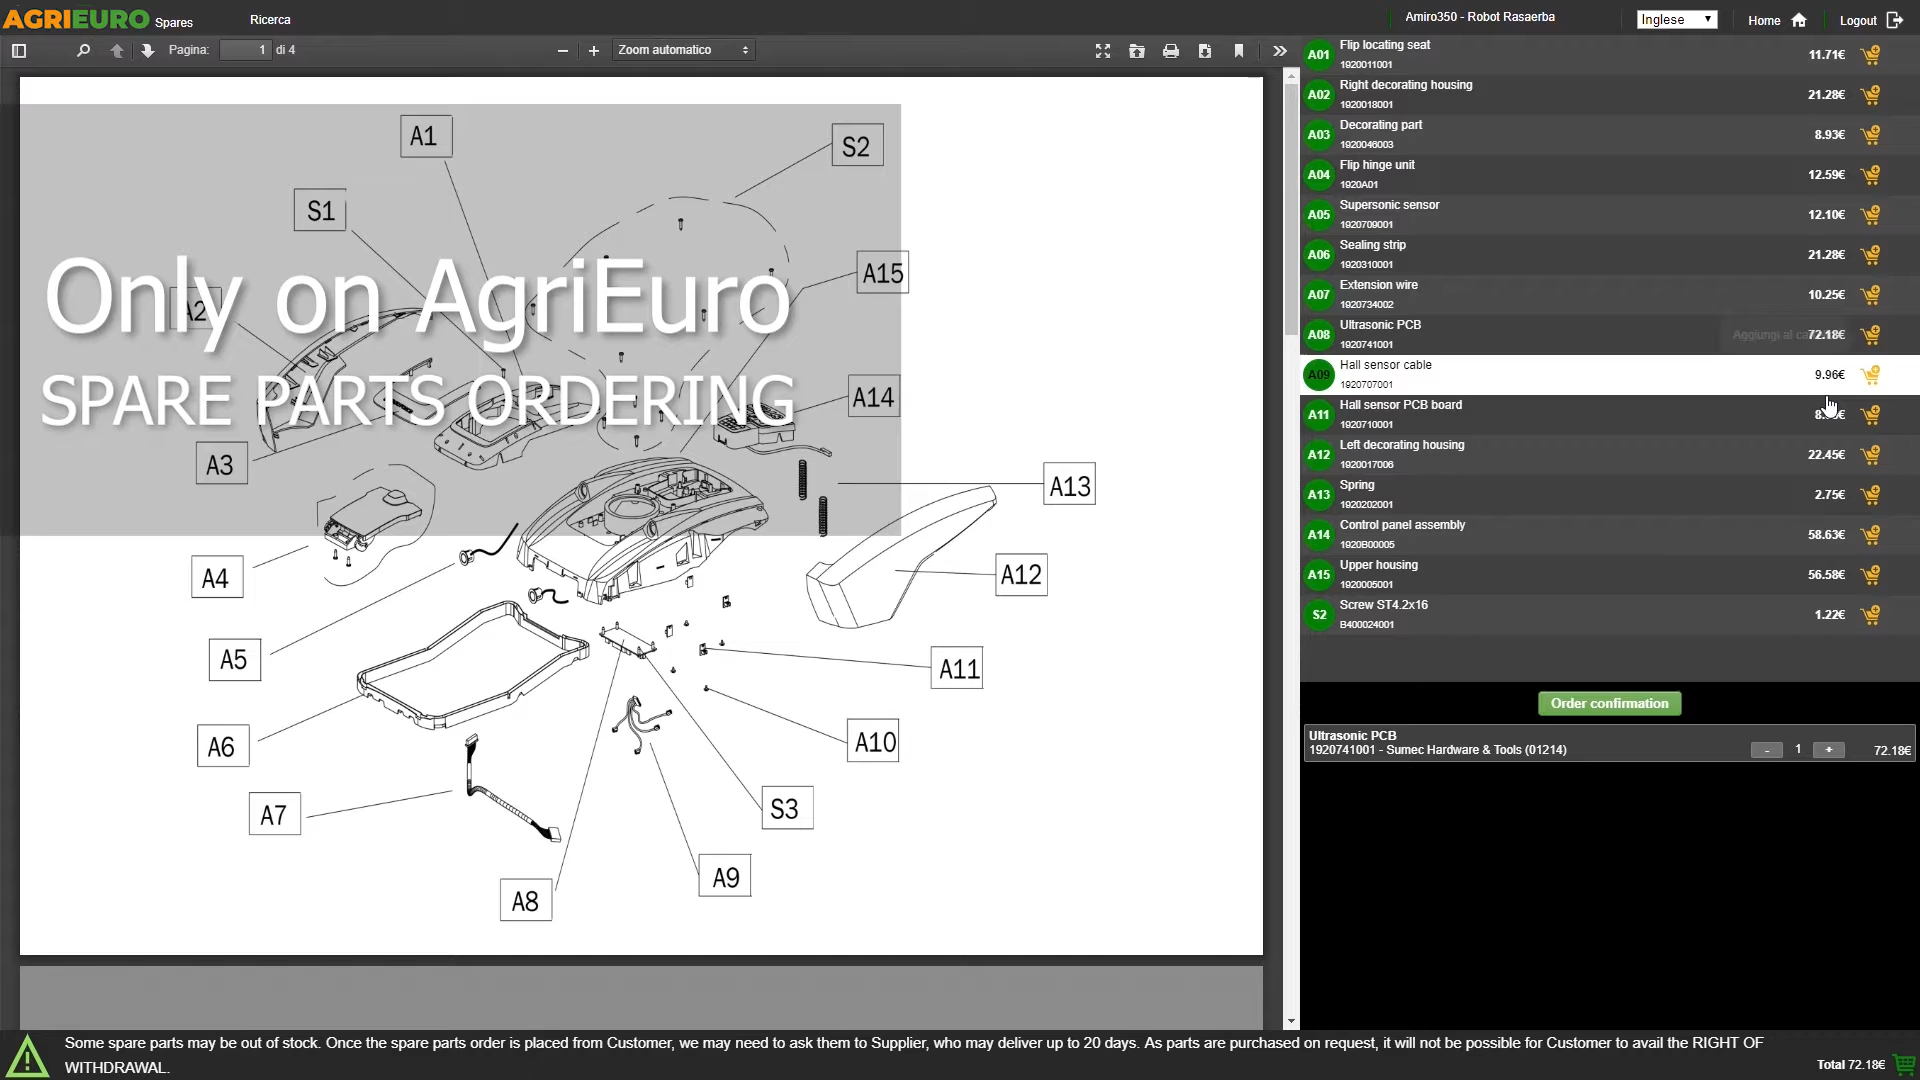 AGRIEURO Spares
Ricerca
Amiro350 - Robot Rasaerba
Inglese
Home
Logout
Pagina: 1 di 4
Zoom automatico
A1
S2
S1
A15
A2
Only on AgriEuro
SPARE PARTS ORDERING
A14
A3
A13
A4
A12
A5
A11
A6
A10
A7
S3
A9
A8
A01 Flip locating seat 11.71€
1920011001
A02 Right decorating housing 21.28€
1920018001
A03 Decorating part 8.93€
1920046003
A04 Flip hinge unit 12.59€
1920A01
A05 Supersonic sensor 12.10€
1920709001
A06 Sealing strip 21.28€
1920310001
A07 Extension wire 10.25€
1920734002
A08 Ultrasonic PCB Aggiungi al 72.18€
1920741001
A09 Hall sensor cable 9.96€
1920707001
A11 Hall sensor PCB board
1920710001
A12 Left decorating housing 22.45€
1920017006
A13 Spring 2.75€
1920202001
A14 Control panel assembly 58.63€
1920B00005
A15 Upper housing 56.58€
1920005001
S2 Screw ST4.2x16 1.22€
B400024001
Order confirmation
Ultrasonic PCB
1920741001 - Sumec Hardware & Tools (01214) - 1 + 72.18€
Some spare parts may be out of stock. Once the spare parts order is placed from Customer, we may need to ask them to Supplier, who may deliver up to 20 days. As parts are purchased on request, it will not be possible for Customer to avail the RIGHT OF
WITHDRAWAL.
Total 72.18€